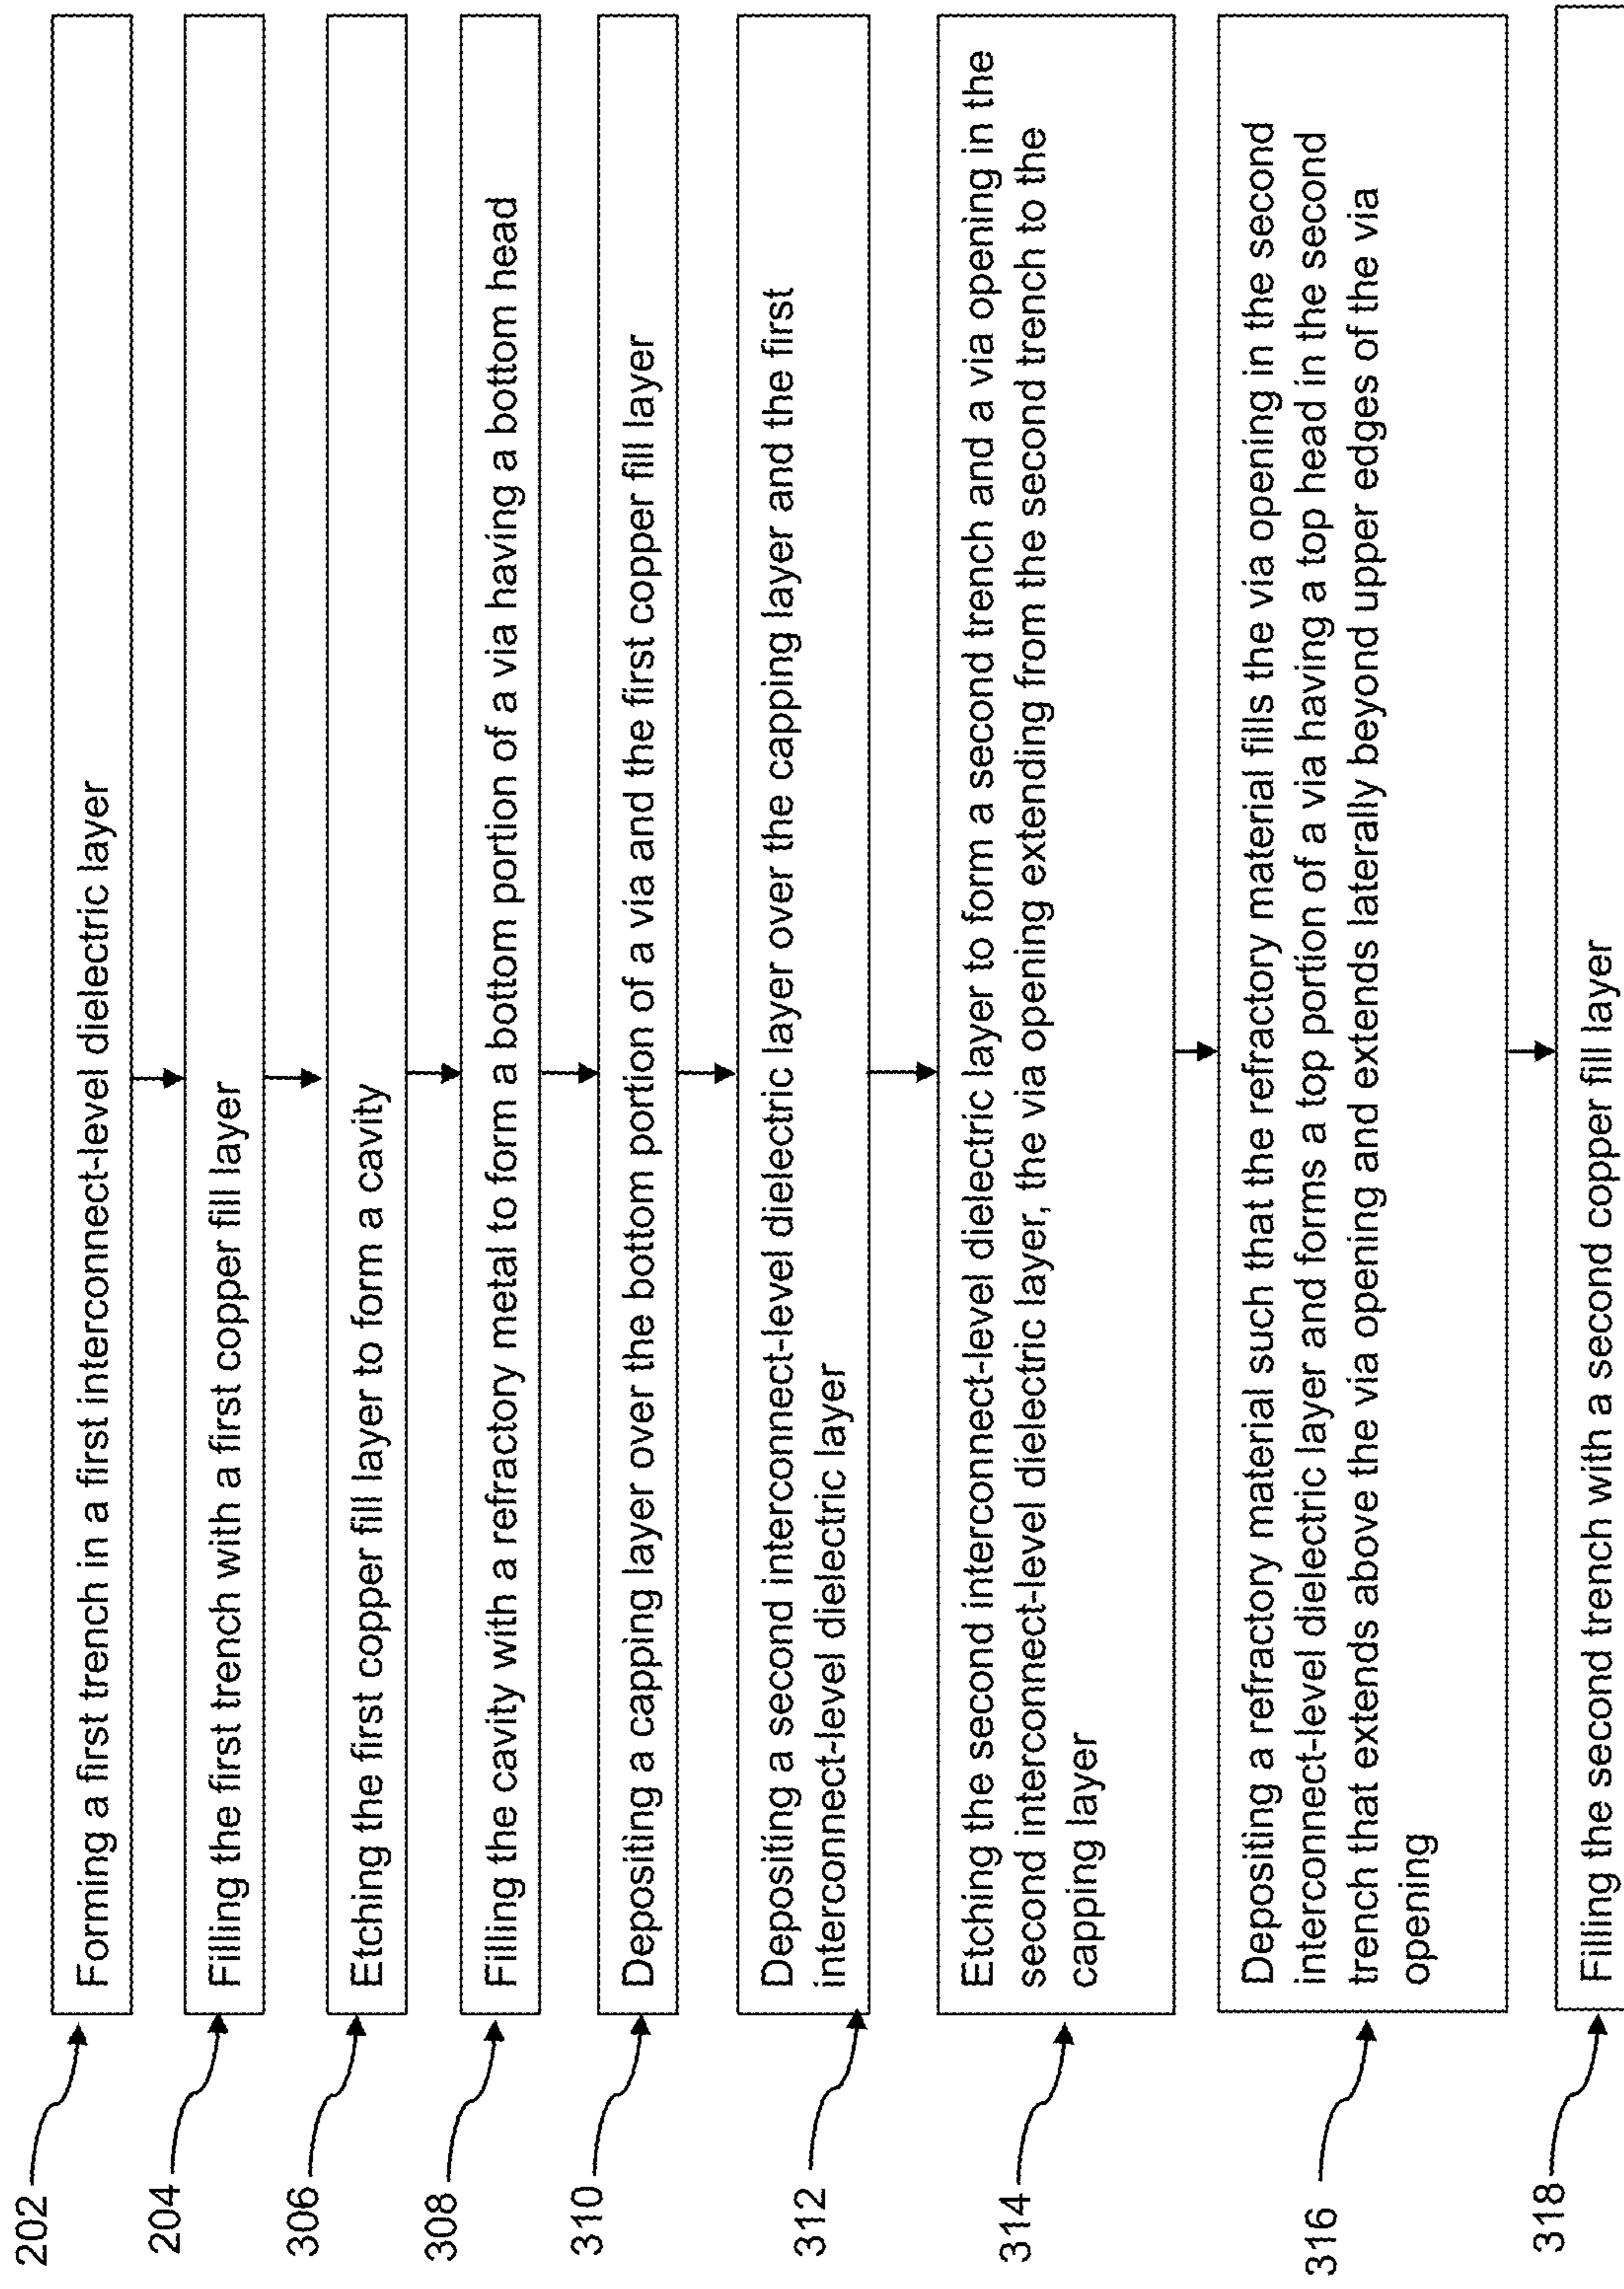 202
Forming a first trench in a first interconnect-level dielectric layer
204
Filling the first trench with a first copper fill layer
306
Etching the first copper fill layer to form a cavity
308
Filling the cavity with a refractory metal to form a bottom portion of a via having a bottom head
310
Depositing a capping layer over the bottom portion of a via and the first copper fill layer
312
Depositing a second interconnect-level dielectric layer over the capping layer and the first
interconnect-level dielectric layer
314
Etching the second interconnect-level dielectric layer to form a second trench and a via opening in the
second interconnect-level dielectric layer, the via opening extending from the second trench to the
capping layer
316
Depositing a refractory material such that the refractory material fills the via opening in the second
interconnect-level dielectric layer and forms a top portion of a via having a top head in the second
trench that extends above the via opening and extends laterally beyond upper edges of the via
opening
318
Filling the second trench with a second copper fill layer